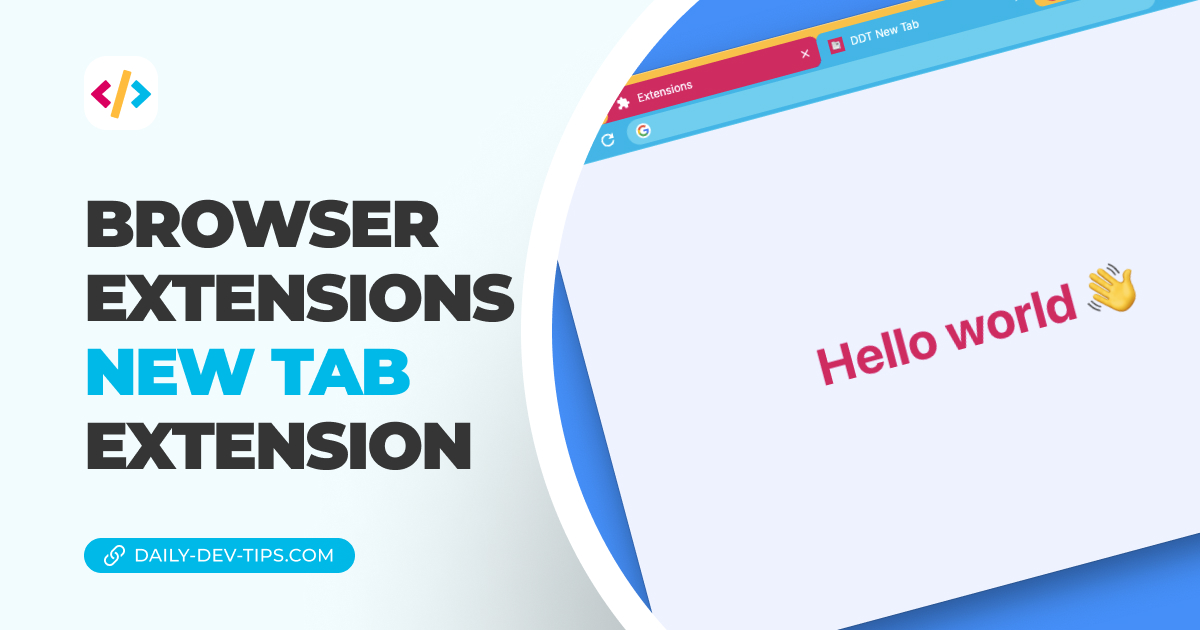 </>
BROWSER
EXTENSIONS
NEW TAB
EXTENSION
DAILY-DEV-TIPS.COM
Extensions
DDT New Tab
Hello world 👋